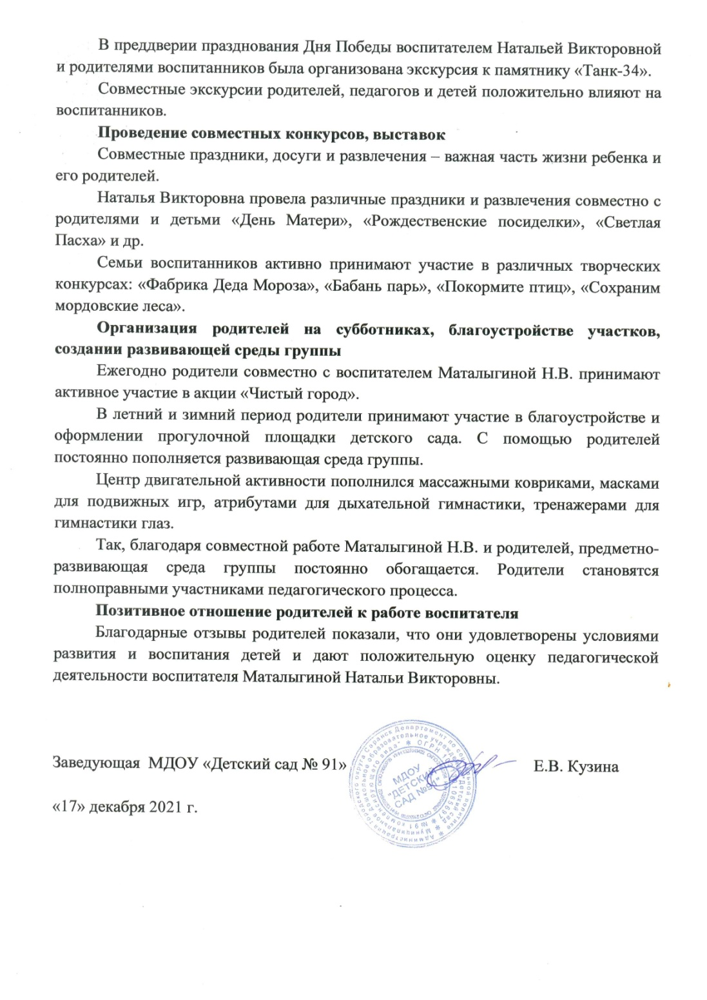 В преддверии празднования Дня Победы воспитателем Натальей Викторовной
и родителями воспитанников была организована экскурсия к памятнику «Танк-34».
Совместные экскурсии родителей, педагогов и детей положительно влияют на
воспитанников.
Проведение совместных конкурсов, выставок
Совместные праздники, досуги и развлечения – важная часть жизни ребенка и
его родителей.
Наталья Викторовна провела различные праздники и развлечения совместно с
родителями и детьми «День Матери», «Рождественские посиделки», «Светлая
Пасха» и др.
Семьи воспитанников активно принимают участие в различных творческих
конкурсах: «Фабрика Деда Мороза», «Бабань парь», «Покормите птиц», «Сохраним
мордовские леса».
Организация родителей на субботниках, благоустройстве участков,
создании развивающей среды группы
Ежегодно родители совместно с воспитателем Маталыгиной Н.В. принимают
активное участие в акции «Чистый город».
В летний и зимний период родители принимают участие в благоустройстве и
оформлении прогулочной площадки детского сада. С помощью родителей
постоянно пополняется развивающая среда группы.
Центр двигательной активности пополнился массажными ковриками, масками
для подвижных игр, атрибутами для дыхательной гимнастики, тренажерами для
гимнастики глаз.
Так, благодаря совместной работе Маталыгиной Н.В. и родителей, предметно-
развивающая среда группы постоянно обогащается. Родители становятся
полноправными участниками педагогического процесса.
Позитивное отношение родителей к работе воспитателя
Благодарные отзывы родителей показали, что они удовлетворены условиями
развития и воспитания детей и дают положительную оценку педагогической
деятельности воспитателя Маталыгиной Натальи Викторовны.
Заведующая МДОУ «Детский сад № 91»
Е.В. Кузина
«17» декабря 2021 г.
МДОУ
"ДЕТСКИЙ
САД №91"